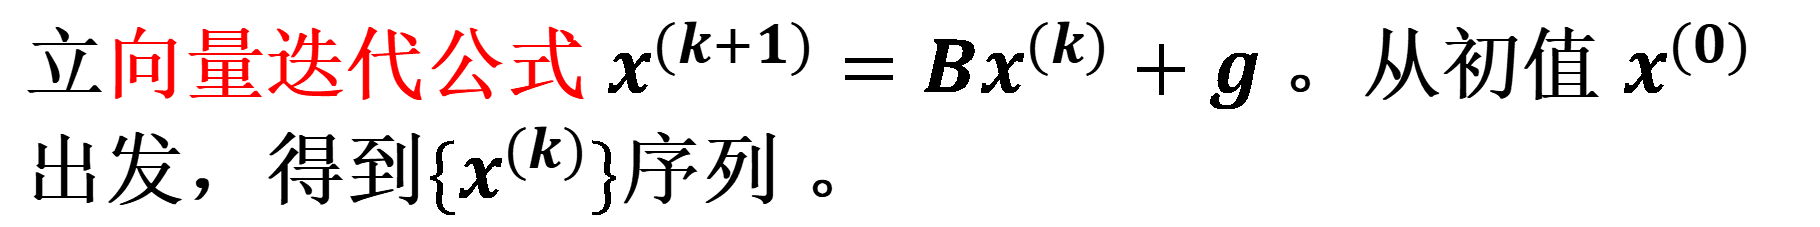 立向量迭代公式 x^(k+1) = Bx^(k) + g 。从初值 x^(0)
出发，得到{x^(k)}序列 。